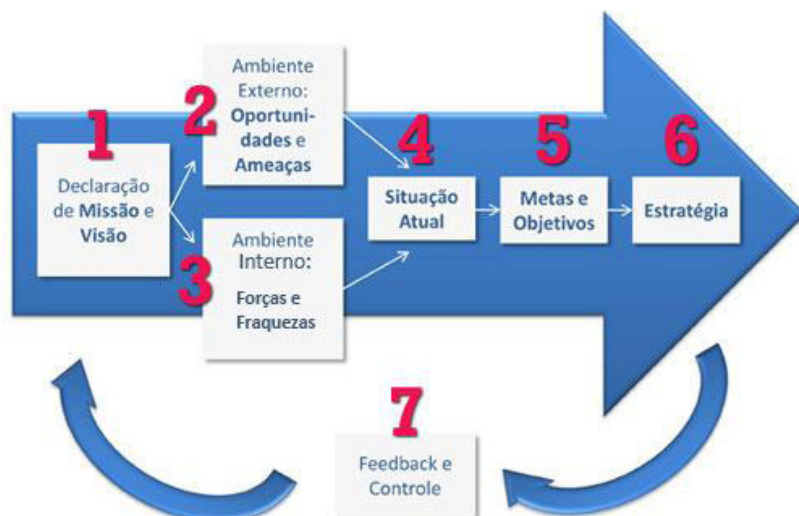 1
Declaração
de Missão e
Visão
2
Ambiente
Externo:
Oportuni-
dades e
Ameaças
3
Ambiente
Interno:
Forças e
Fraquezas
4
Situação
Atual
5
Metas e
Objetivos
6
Estratégia
7
Feedback e
Controle